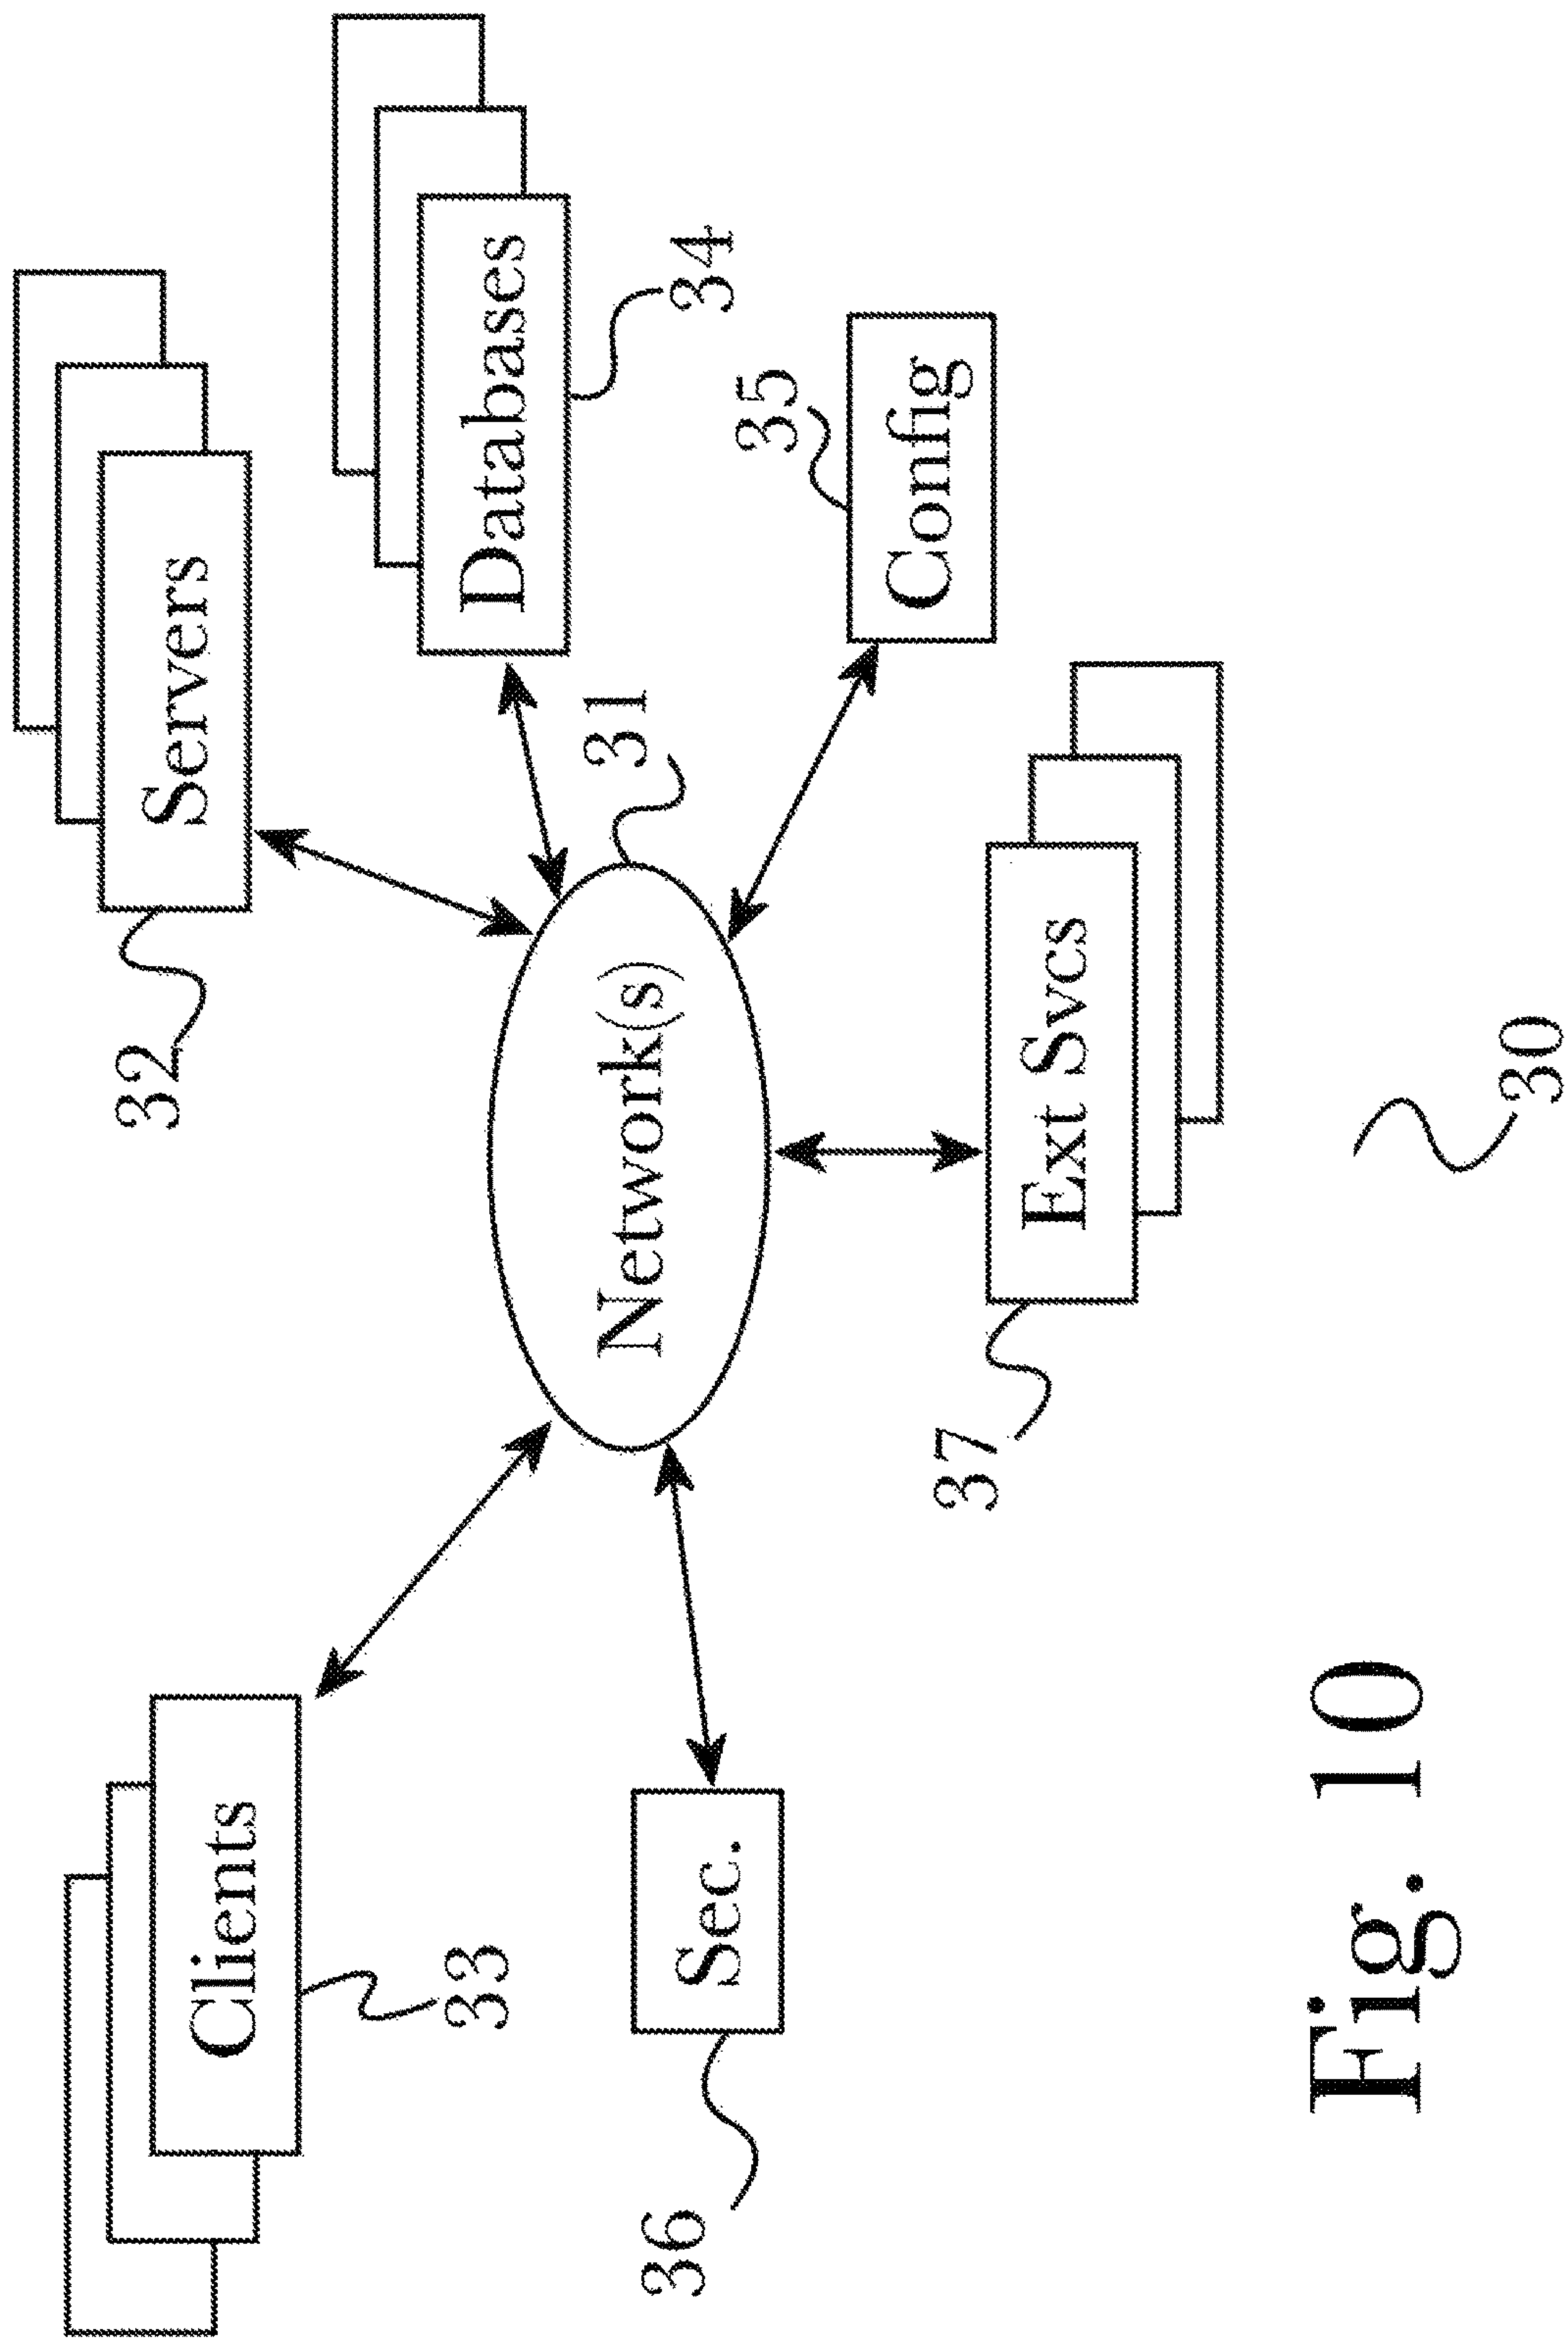 32
Servers
Clients
33
Databases
34
31
Network(s)
36
Sec.
35
Config
37
Ext Svcs
30
Fig. 10